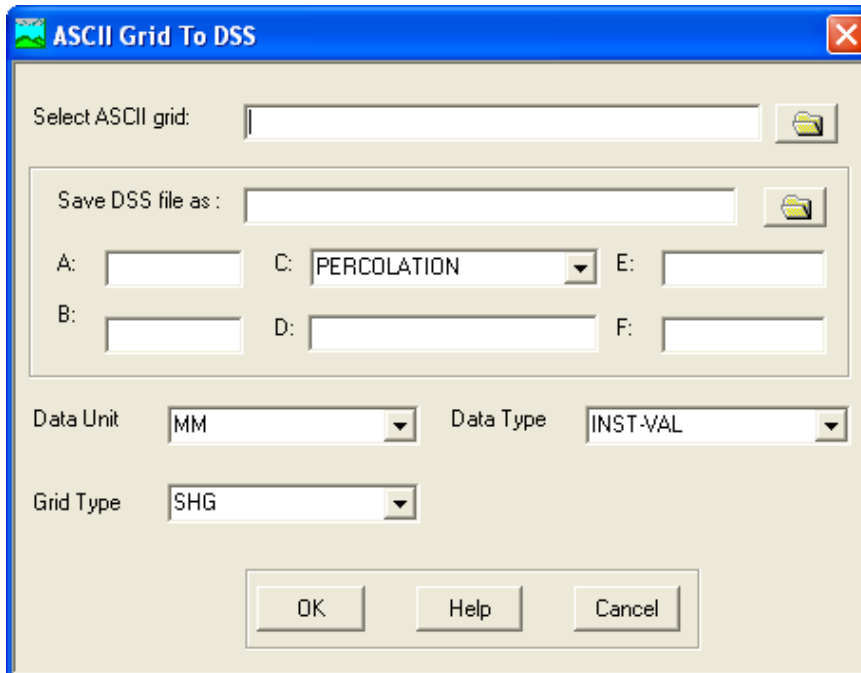 ASCII Grid To DSS
Select ASCII grid:
Save DSS file as :
A: C: PERCOLATION E:
B: D: F:
Data Unit MM Data Type INST-VAL
Grid Type SHG
OK Help Cancel